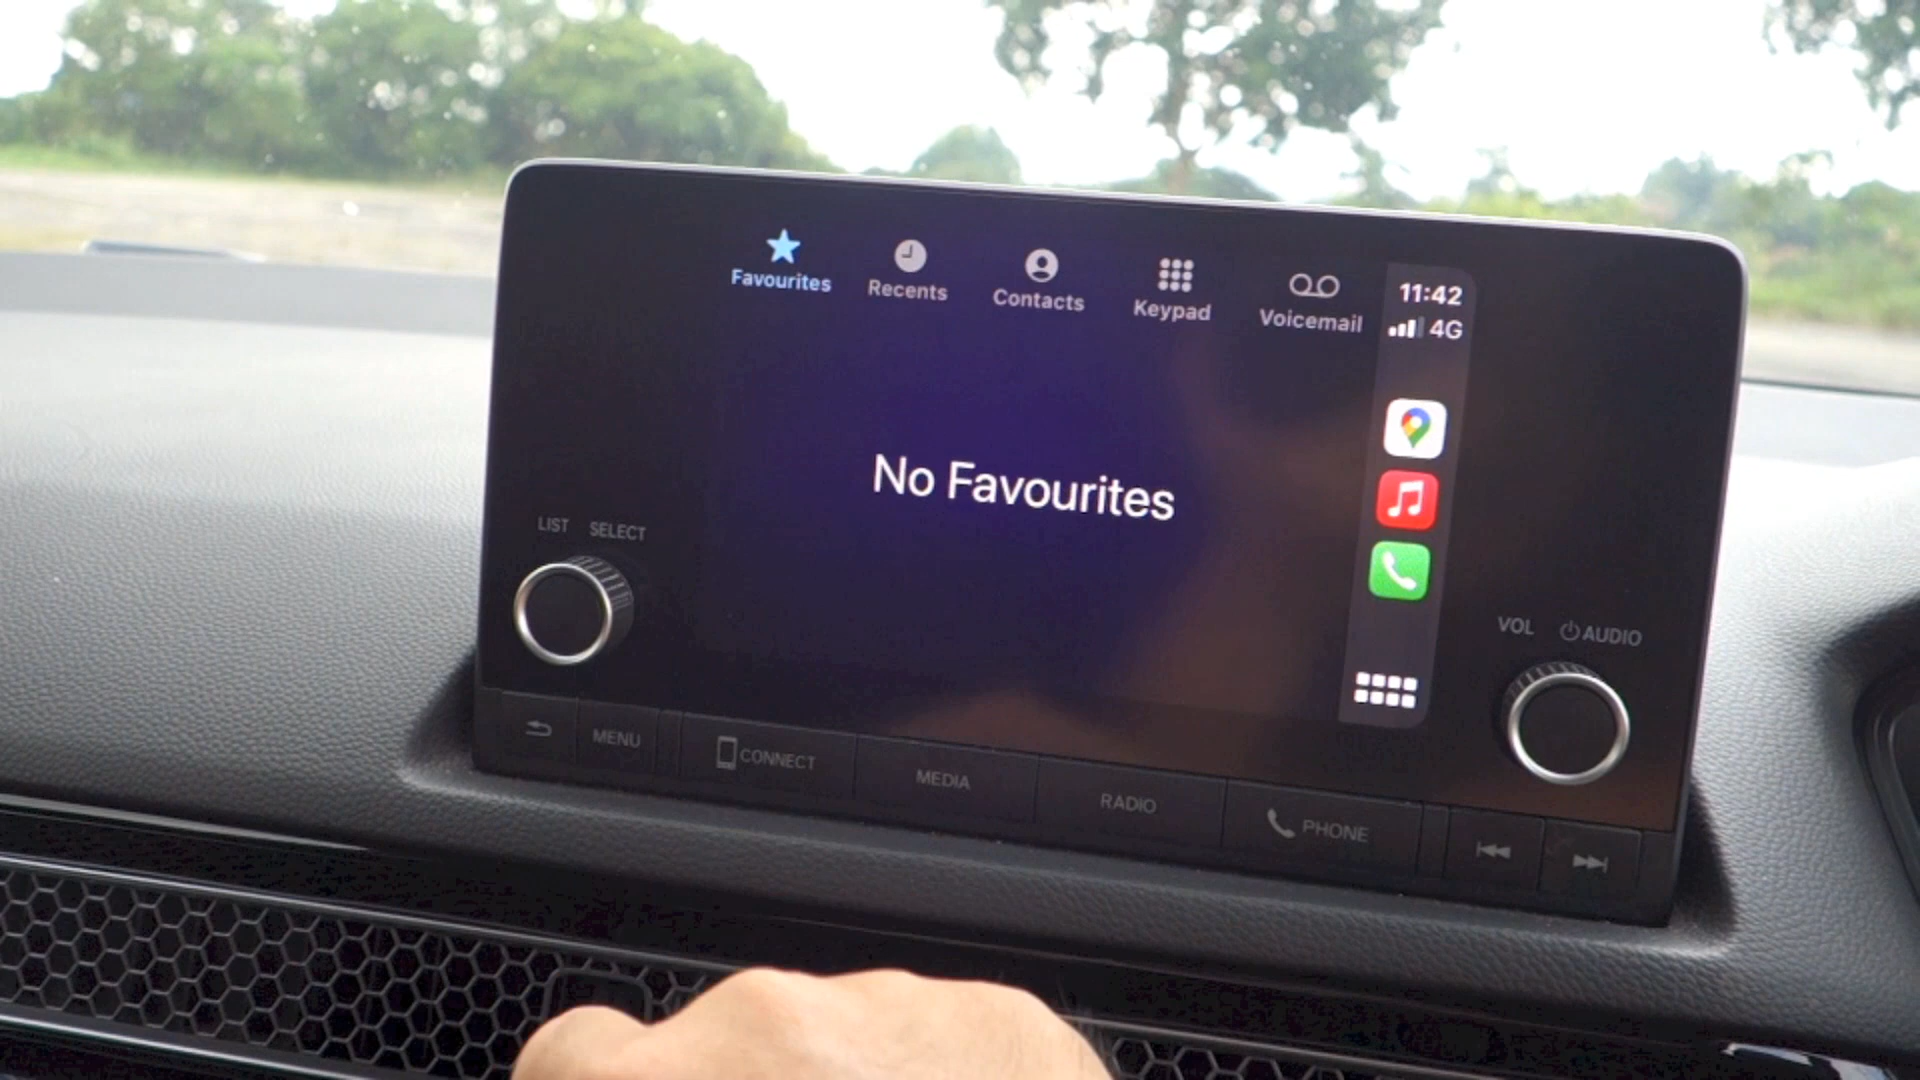 Favourites
Recents
Contacts
Keypad
Voicemail
11:42
4G
No Favourites
LIST SELECT
VOL AUDIO
MENU
CONNECT
MEDIA
RADIO
PHONE